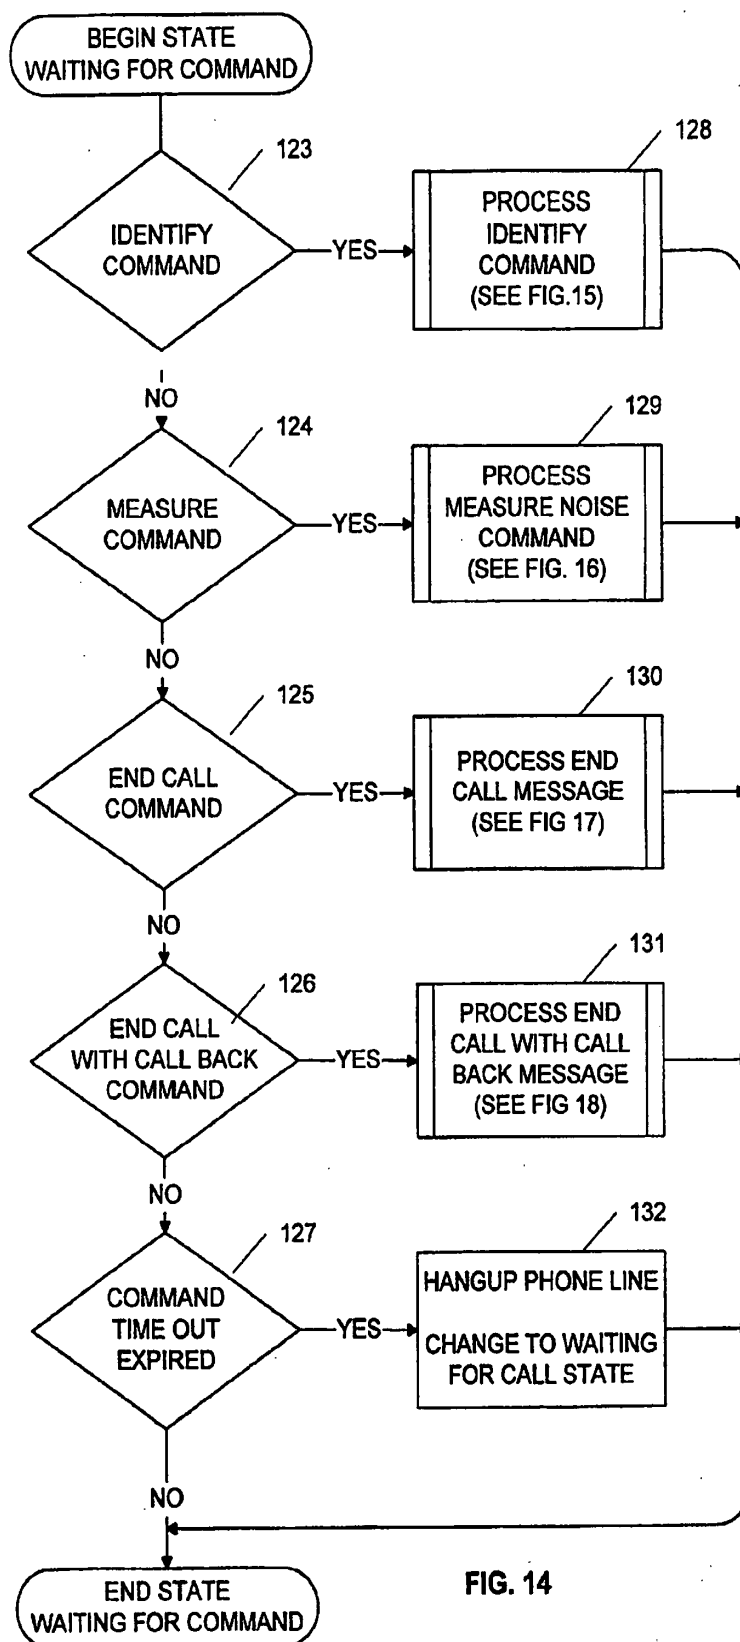 BEGIN STATE
WAITING FOR COMMAND
123
IDENTIFY
COMMAND
YES
128
PROCESS
IDENTIFY
COMMAND
(SEE FIG.15)
NO
124
MEASURE
COMMAND
YES
129
PROCESS
MEASURE NOISE
COMMAND
(SEE FIG. 16)
NO
125
END CALL
COMMAND
YES
130
PROCESS END
CALL MESSAGE
(SEE FIG 17)
NO
126
END CALL
WITH CALL BACK
COMMAND
YES
131
PROCESS END
CALL WITH CALL
BACK MESSAGE
(SEE FIG 18)
NO
127
COMMAND
TIME OUT
EXPIRED
YES
132
HANGUP PHONE LINE
CHANGE TO WAITING
FOR CALL STATE
NO
END STATE
WAITING FOR COMMAND
FIG. 14